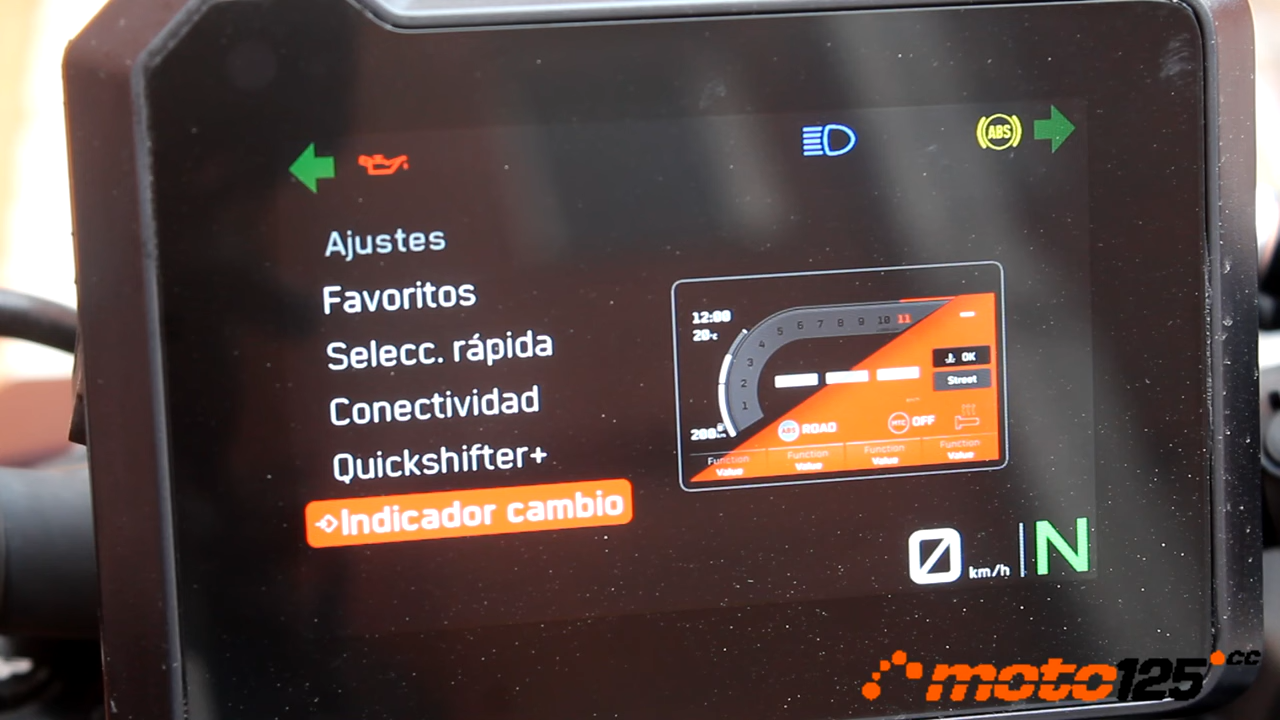 ABS
Ajustes
Favoritos
Selecc. rápida
Conectividad
Quickshifter+
Indicador cambio
12:00
20°C
1 2 3 4 5 6 7 8 9 10 11
OK
Street
200
ABS ROAD
MTC OFF
Function Function Function Function
Value Value Value Value
0 km/h N
moto125.cc